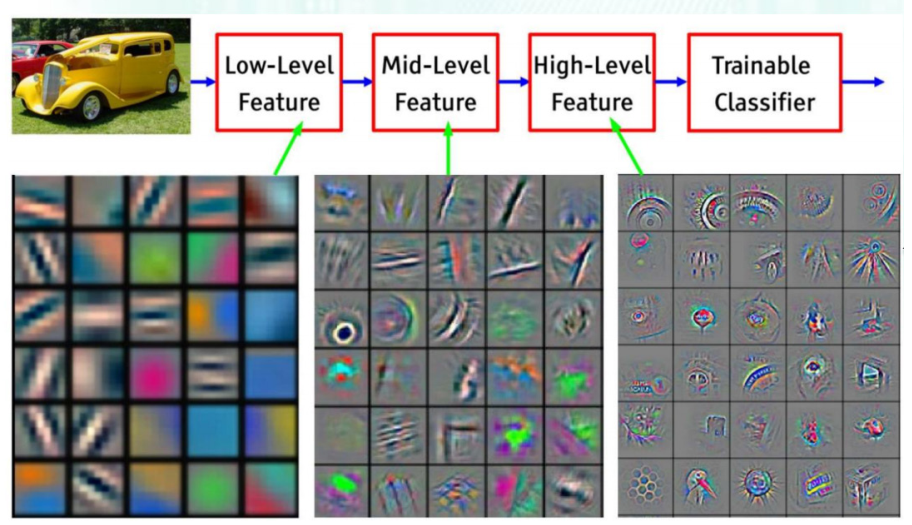 Low-Level
Feature
Mid-Level
Feature
High-Level
Feature
Trainable
Classifier